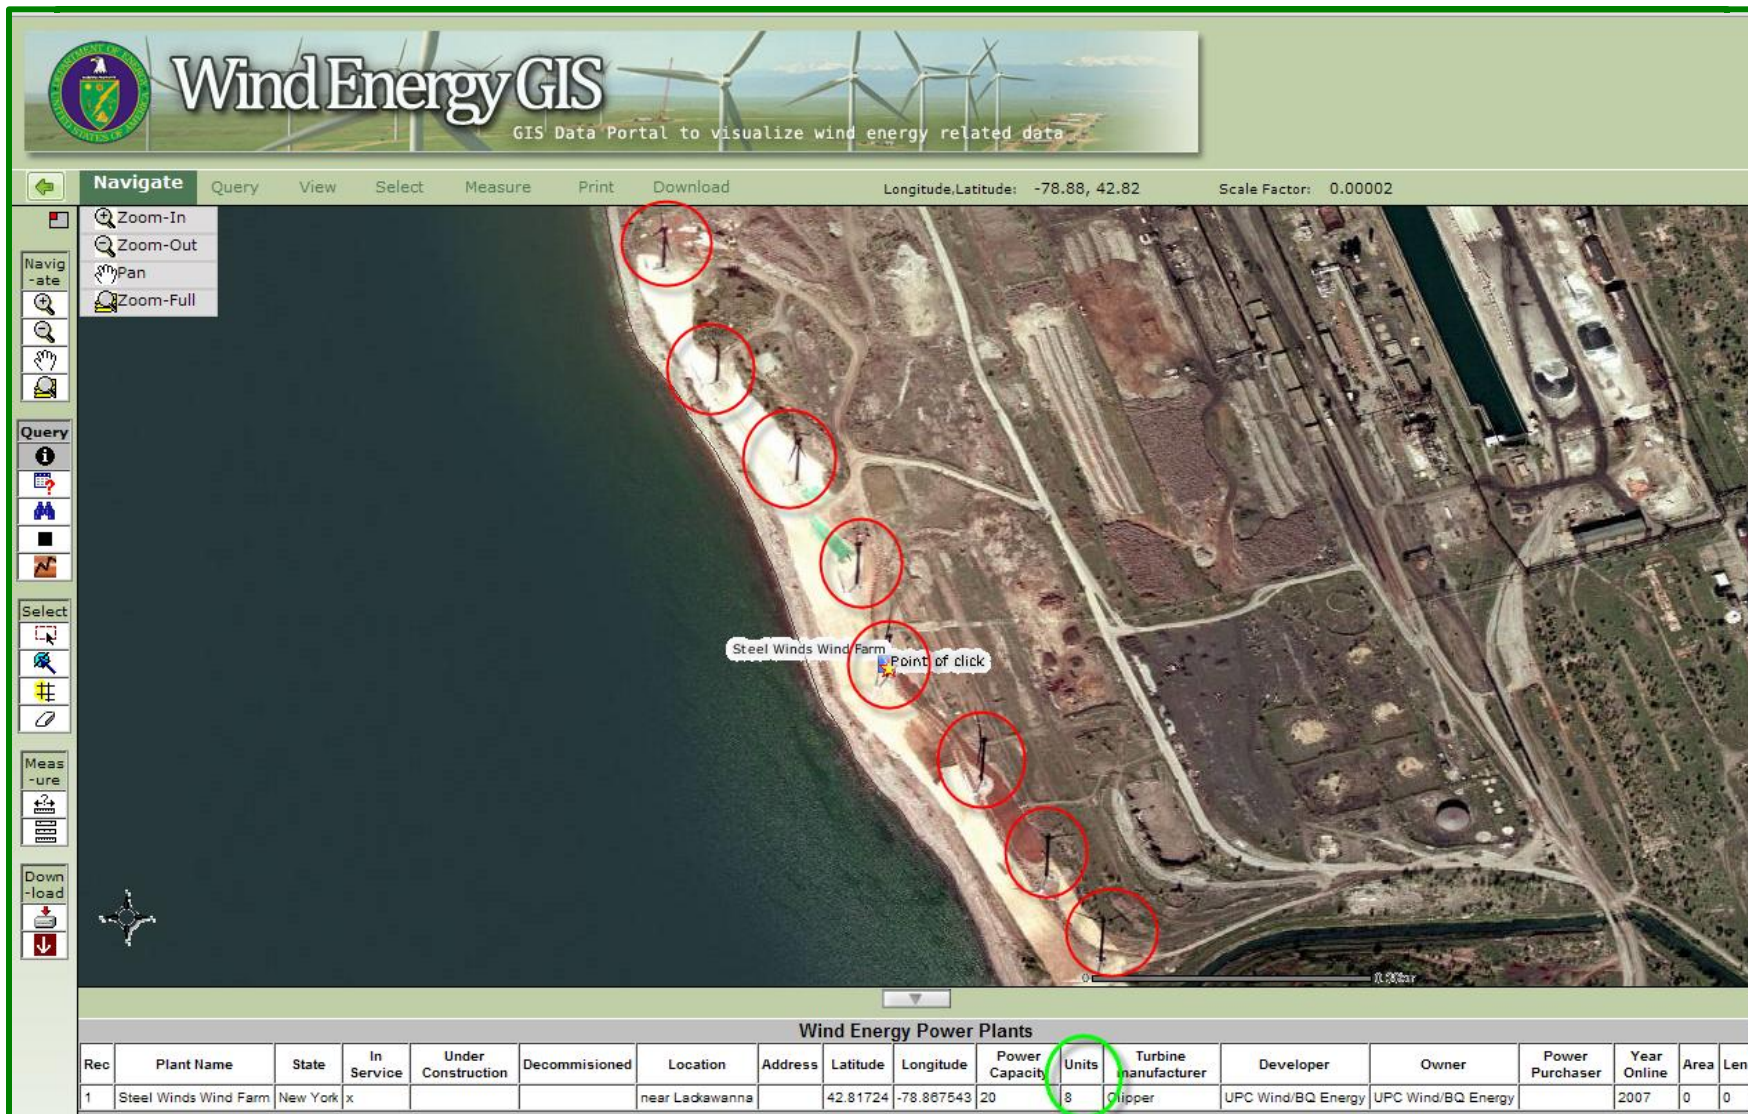 Wind Energy GIS
GIS Data Portal to visualize wind energy related data
Navigate Query View Select Measure Print Download Longitude,Latitude: -78.88, 42.82 Scale Factor: 0.00002
Zoom-In
Zoom-Out
Pan
Zoom-Full
Navig
-ate
Query
Select
Meas
-ure
Down
-load
Steel Winds Wind Farm
Point of click
0
Wind Energy Power Plants
Rec Plant Name State In Service Under Construction Decommisioned Location Address Latitude Longitude Power Capacity Units Turbine manufacturer Developer Owner Power Purchaser Year Online Area Len
1 Steel Winds Wind Farm New York x near Lackawanna 42.81724 -78.867543 20 8 Clipper UPC Wind/BQ Energy UPC Wind/BQ Energy 2007 0 0